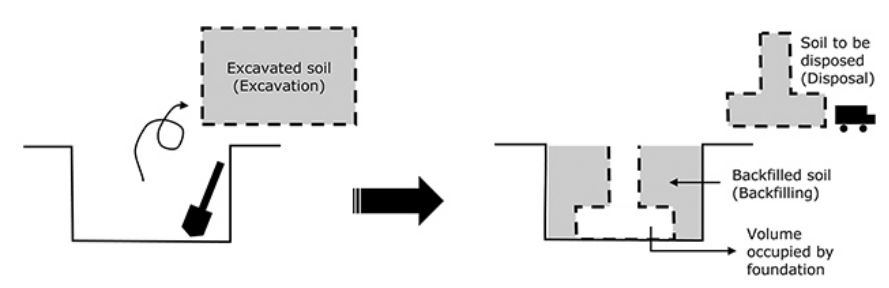 Excavated soil
(Excavation)
Soil to be
disposed
(Disposal)
Backfilled soil
(Backfilling)
Volume
occupied by
foundation